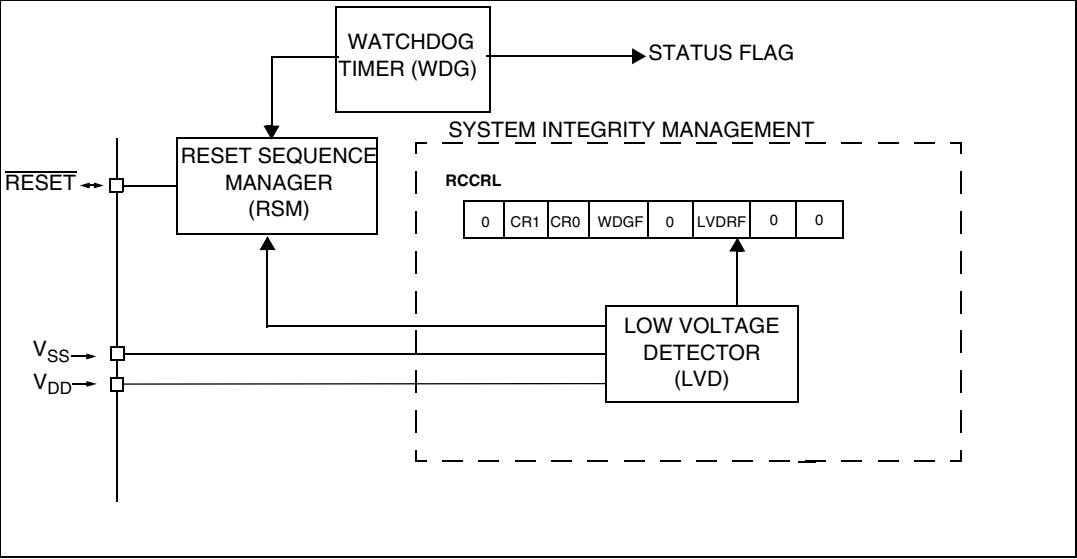 WATCHDOG
TIMER (WDG)
STATUS FLAG
SYSTEM INTEGRITY MANAGEMENT
RESET SEQUENCE
MANAGER
(RSM)
RESET
RCCRL
0 CR1 CR0 WDGF 0 LVDRF 0 0
LOW VOLTAGE
DETECTOR
(LVD)
VSS
VDD